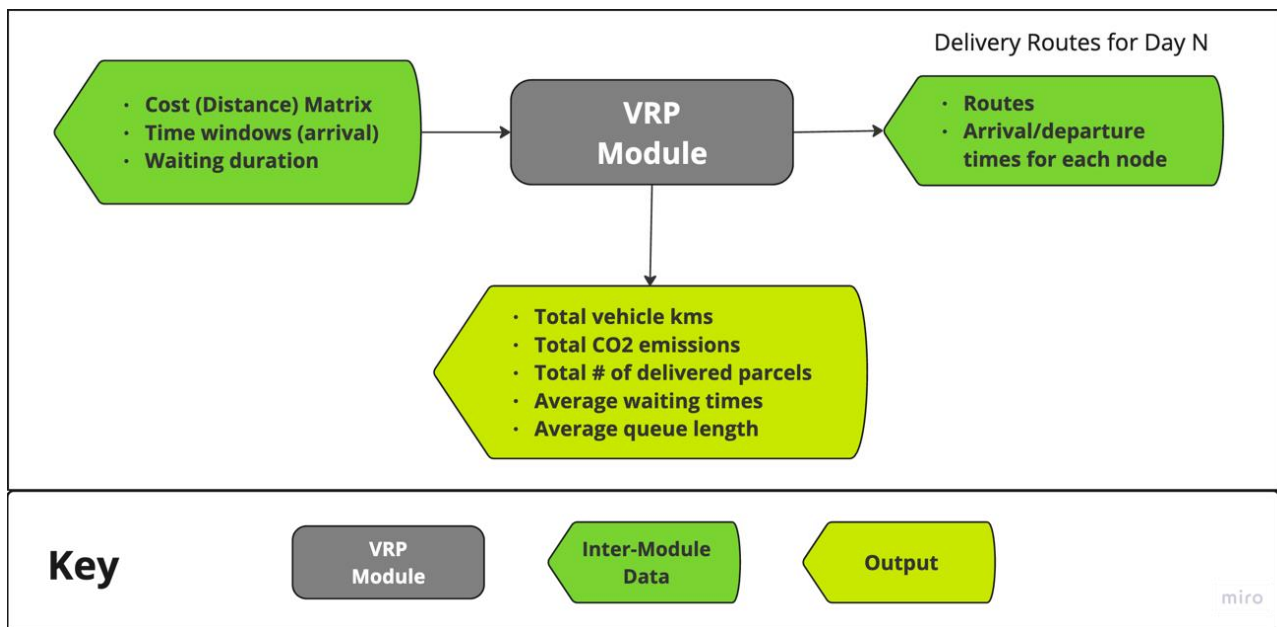 Delivery Routes for Day N
· Cost (Distance) Matrix
· Time windows (arrival)
· Waiting duration
VRP
Module
· Routes
· Arrival/departure
times for each node
· Total vehicle kms
· Total CO2 emissions
· Total # of delivered parcels
· Average waiting times
· Average queue length
Key
VRP
Module
Inter-Module
Data
Output
miro